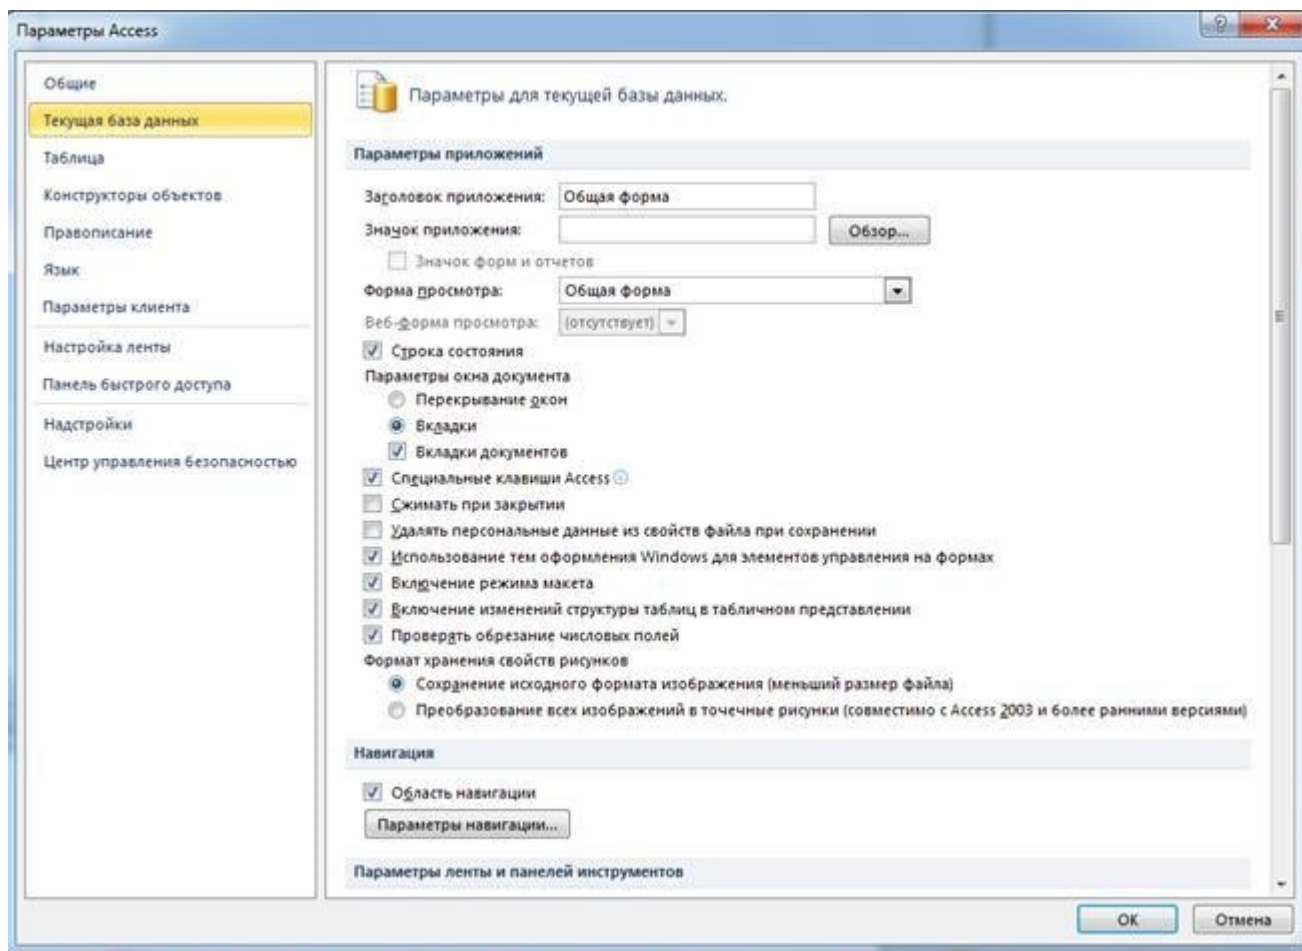 Параметры Access
Общие
Текущая база данных
Таблица
Конструкторы объектов
Правописание
Язык
Параметры клиента
Настройка ленты
Панель быстрого доступа
Надстройки
Центр управления безопасностью
Параметры для текущей базы данных.
Параметры приложений
Заголовок приложения: Общая форма
Значок приложения: Обзор...
Значок форм и отчетов
Форма просмотра: Общая форма
Веб-форма просмотра: (отсутствует)
Строка состояния
Параметры окна документа
Перекрывание окон
Вкладки
Вкладки документов
Специальные клавиши Access
Сжимать при закрытии
Удалять персональные данные из свойств файла при сохранении
Использование тем оформления Windows для элементов управления на формах
Включение режима макета
Включение изменений структуры таблиц в табличном представлении
Проверять обрезание числовых полей
Формат хранения свойств рисунков
Сохранение исходного формата изображения (меньший размер файла)
Преобразование всех изображений в точечные рисунки (совместимо с Access 2003 и более ранними версиями)
Навигация
Область навигации
Параметры навигации...
Параметры ленты и панелей инструментов
ОК Отмена